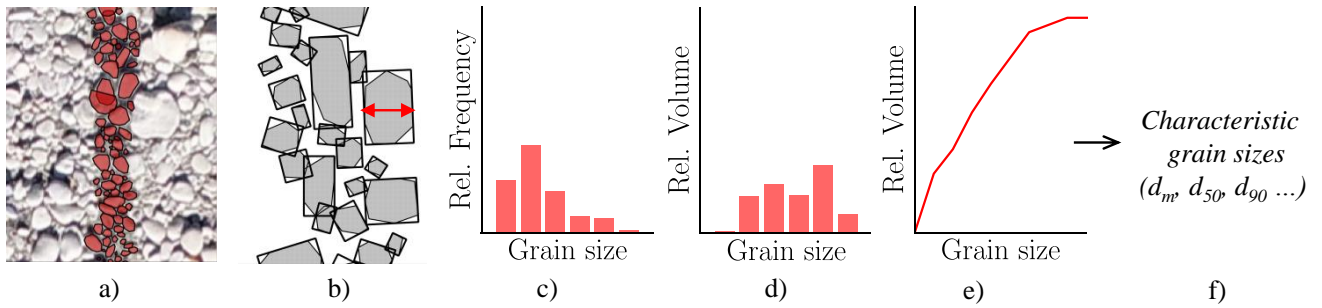 Rel. Frequency
Grain size
Rel. Volume
Grain size
Rel. Volume
Grain size
Characteristic
grain sizes
(dm, d50, d90 ...)
a)
b)
c)
d)
e)
f)